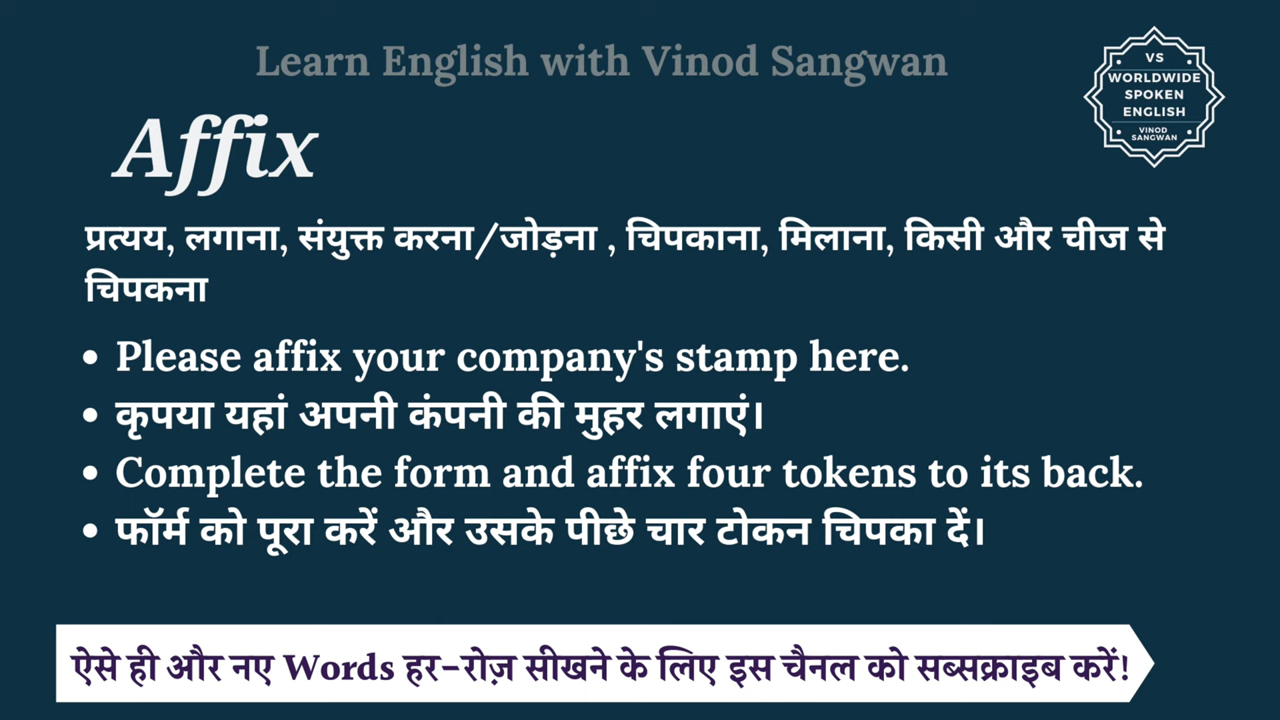 Learn English with Vinod Sangwan
VS
WORLDWIDE
SPOKEN
ENGLISH
VINOD
SANGWAN
Affix
प्रत्यय, लगाना, संयुक्त करना/जोड़ना , चिपकाना, मिलाना, किसी और चीज से
चिपकना
• Please affix your company's stamp here.
• कृपया यहां अपनी कंपनी की मुहर लगाएं।
• Complete the form and affix four tokens to its back.
• फॉर्म को पूरा करें और उसके पीछे चार टोकन चिपका दें।
ऐसे ही और नए Words हर-रोज़ सीखने के लिए इस चैनल को सब्सक्राइब करें!